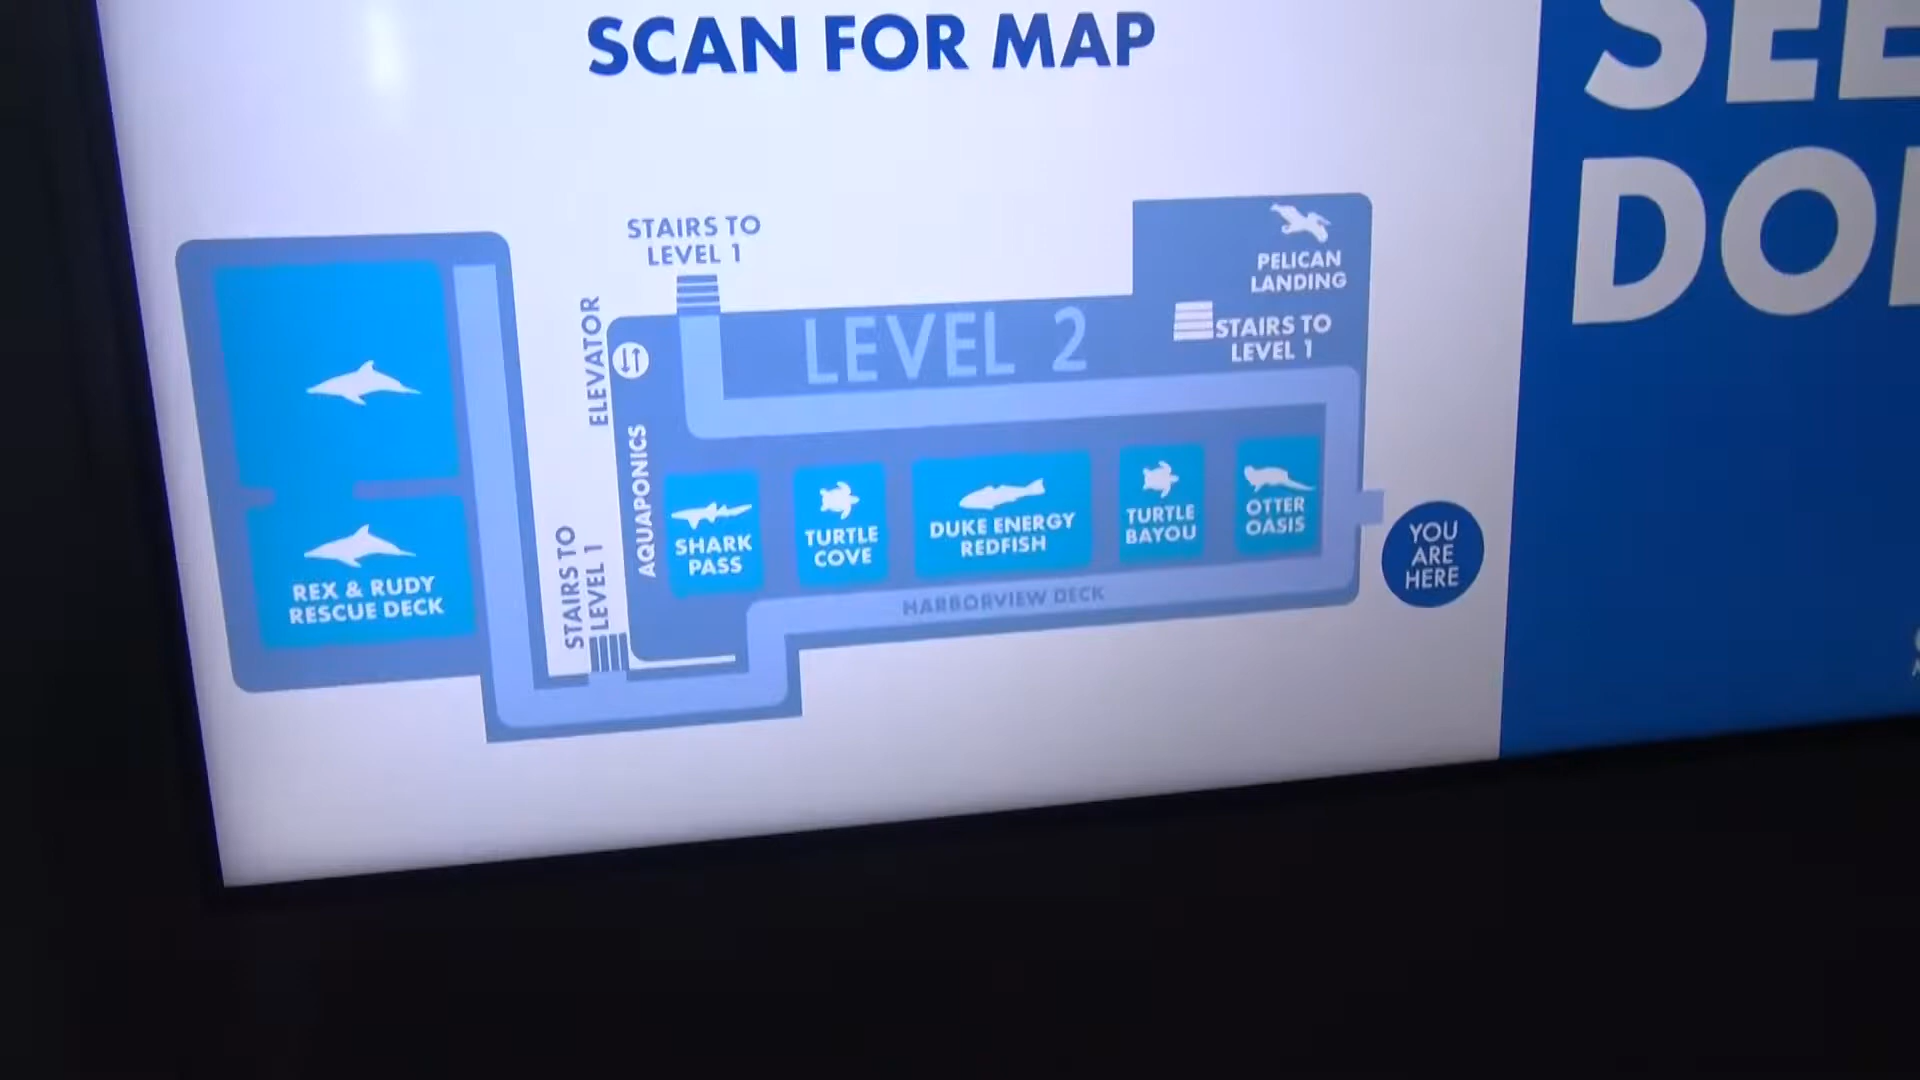 SCAN FOR MAP
SEE
STAIRS TO
LEVEL 1
PELICAN
LANDING
ELEVATOR
LEVEL 2
STAIRS TO
LEVEL 1
AQUAPONICS
SHARK
PASS
TURTLE
COVE
DUKE ENERGY
REDFISH
TURTLE
BAYOU
OTTER
OASIS
YOU
ARE
HERE
REX & RUDY
RESCUE DECK
STAIRS TO
LEVEL 1
HARBORVIEW DECK